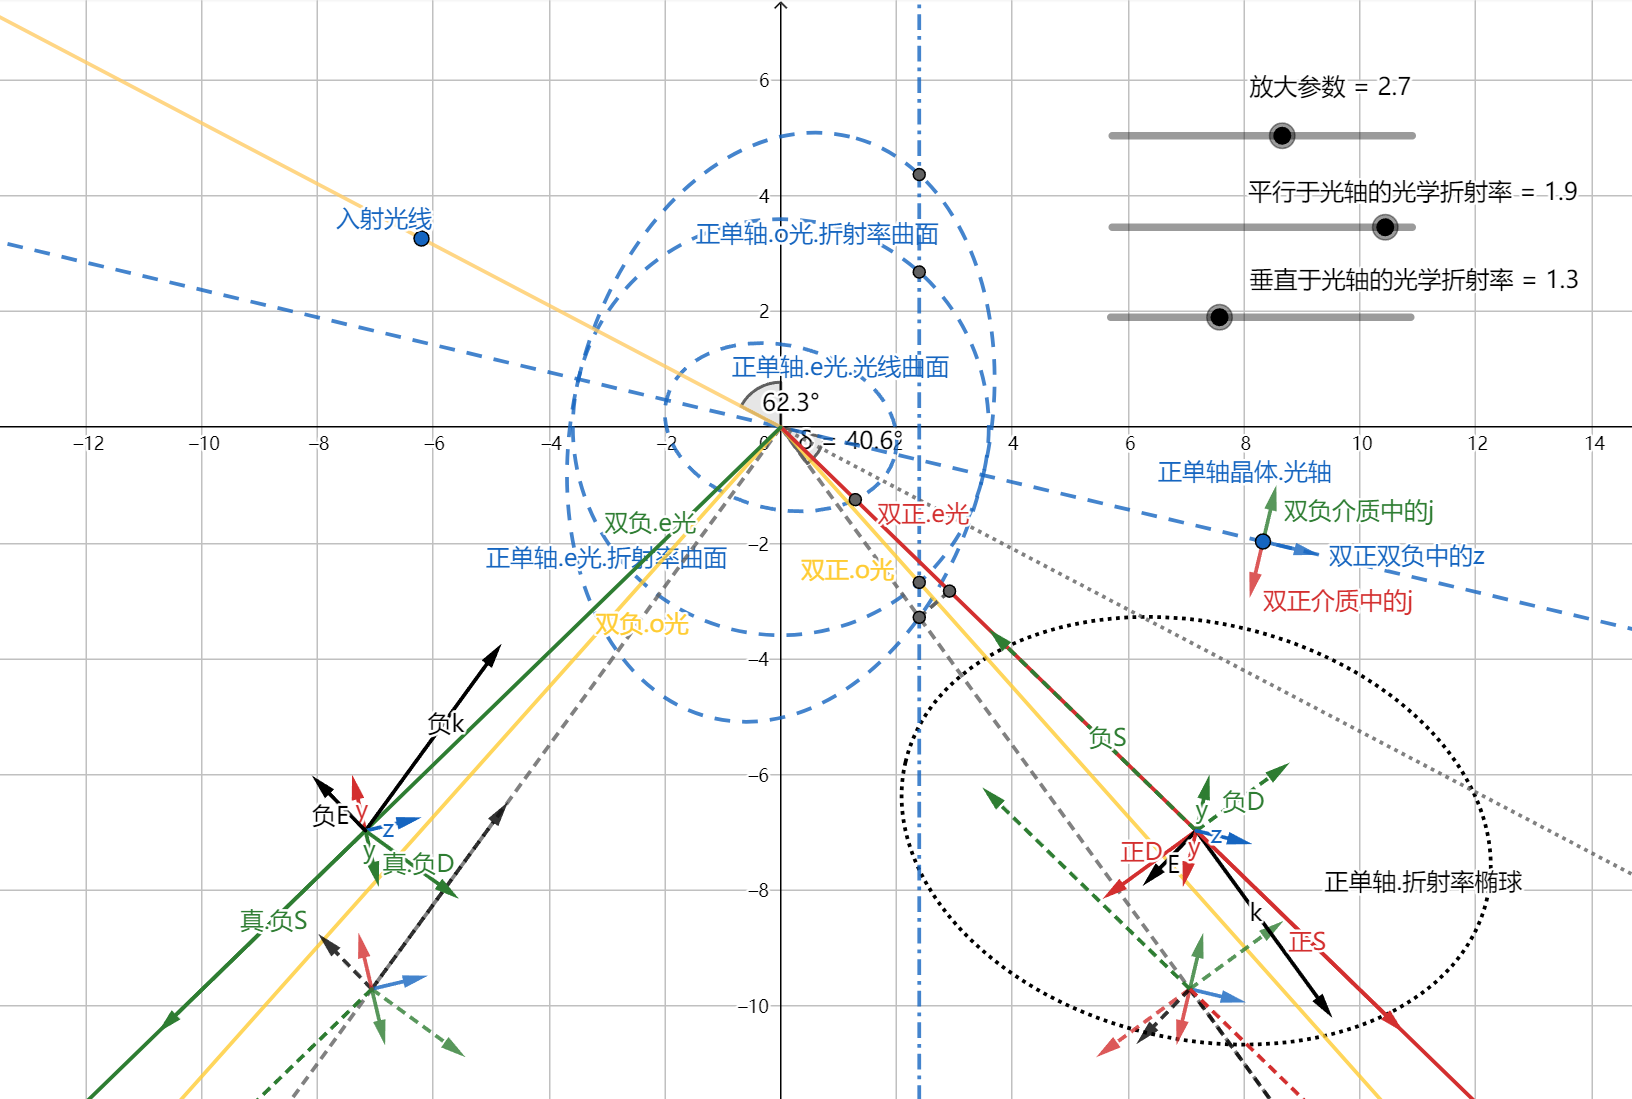 放大参数 = 2.7
平行于光轴的光学折射率 = 1.9
垂直于光轴的光学折射率 = 1.3
6
4
2
入射光线
正单轴.o光.折射率曲面
正单轴.e光.光线曲面
62.3°
−12
−10
−8
−6
−4
−2
0
δ = 40.6°
2
4
6
8
10
12
14
正单轴晶体.光轴
双负介质中的j
双正双负中的z
双正介质中的j
双负.e光
双正.e光
正单轴.e光.折射率曲面
−2
双正.o光
双负.o光
−4
−6
−8
−10
负k
负S
负E
y
z
y
真.负D
真.负S
y
负D
z
正D
E
y
k
正S
正单轴.折射率椭球